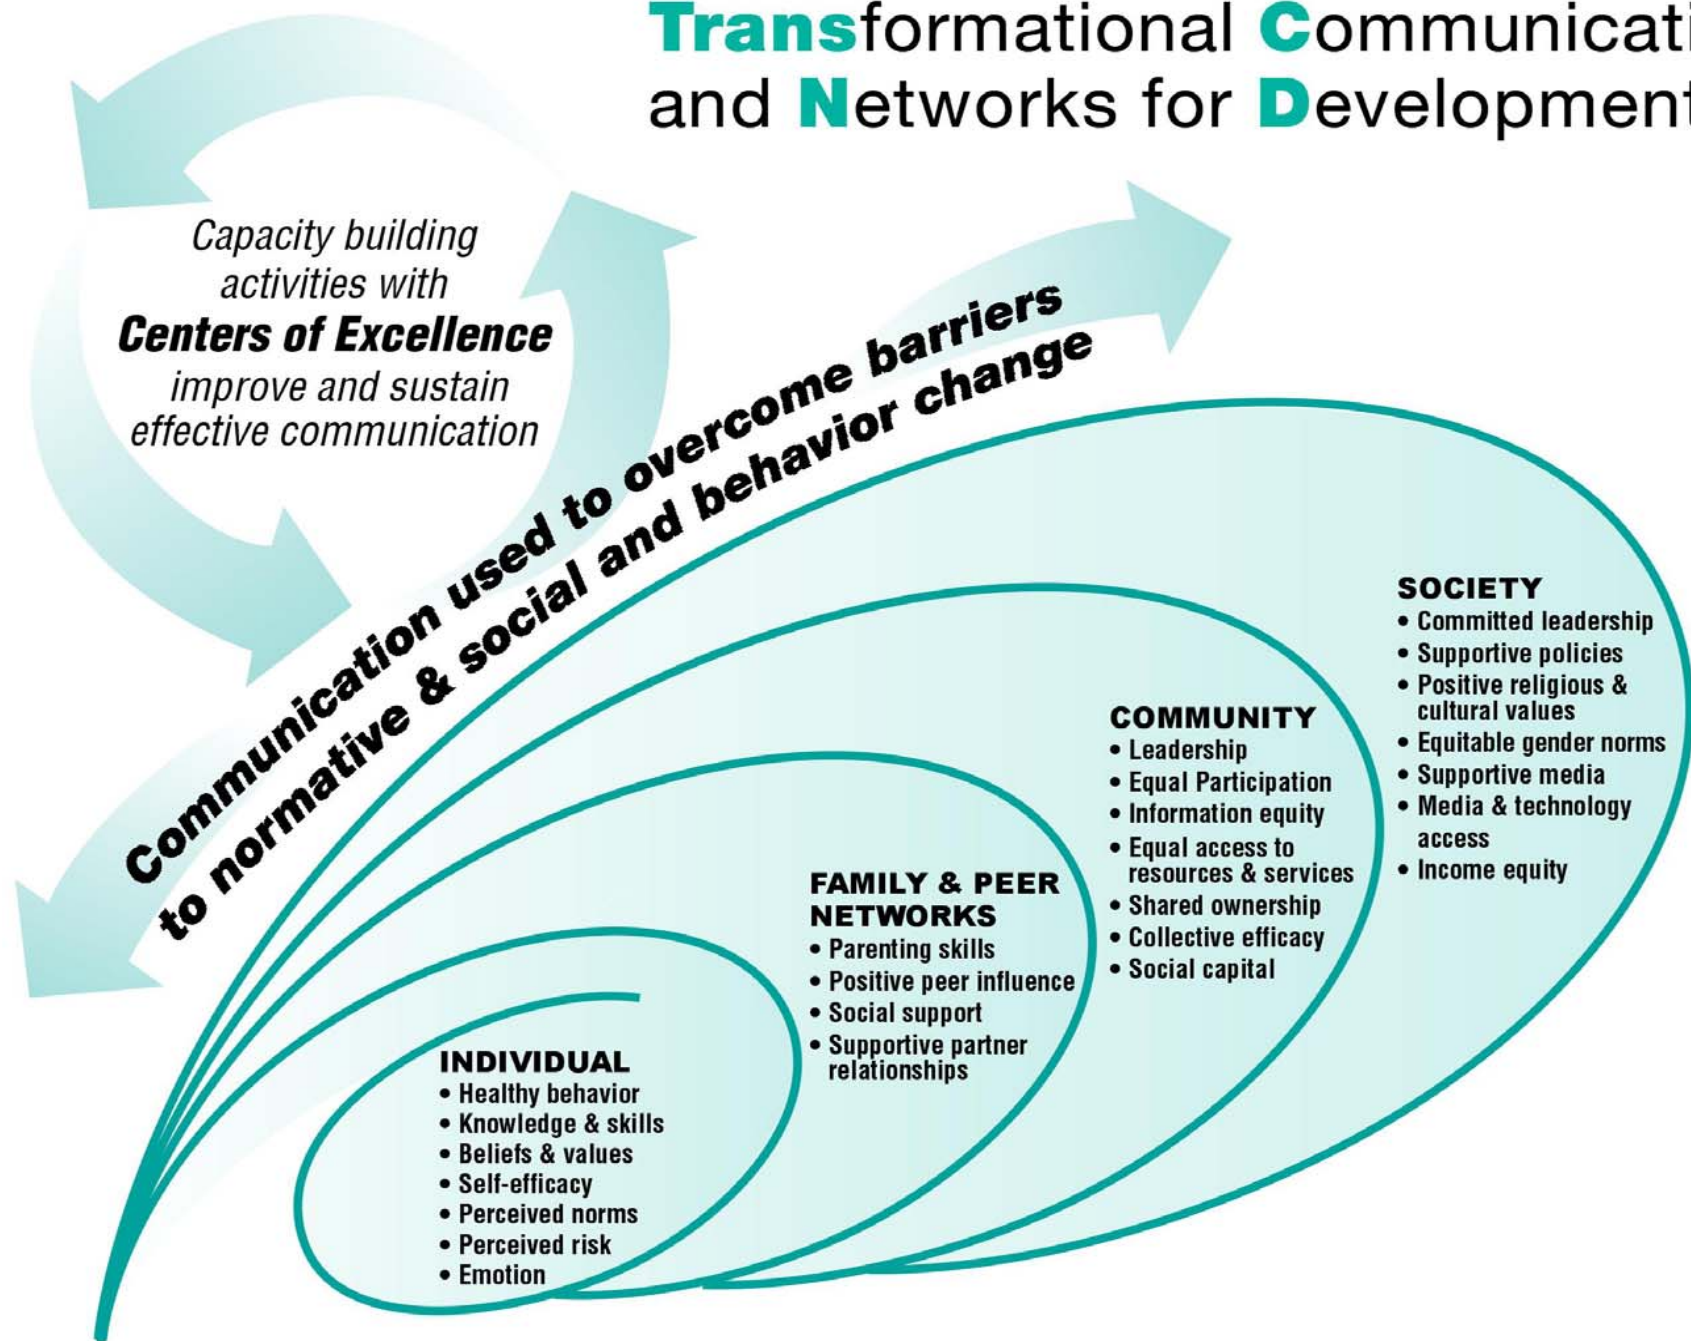 Transformational Communicati
and Networks for Development
Capacity building
activities with
Centers of Excellence
improve and sustain
effective communication
Communication used to overcome barriers
to normative & social and behavior change
SOCIETY
• Committed leadership
• Supportive policies
• Positive religious &
cultural values
• Equitable gender norms
• Supportive media
• Media & technology
access
• Income equity
COMMUNITY
• Leadership
• Equal Participation
• Information equity
• Equal access to
resources & services
• Shared ownership
• Collective efficacy
• Social capital
FAMILY & PEER
NETWORKS
• Parenting skills
• Positive peer influence
• Social support
• Supportive partner
relationships
INDIVIDUAL
• Healthy behavior
• Knowledge & skills
• Beliefs & values
• Self-efficacy
• Perceived norms
• Perceived risk
• Emotion